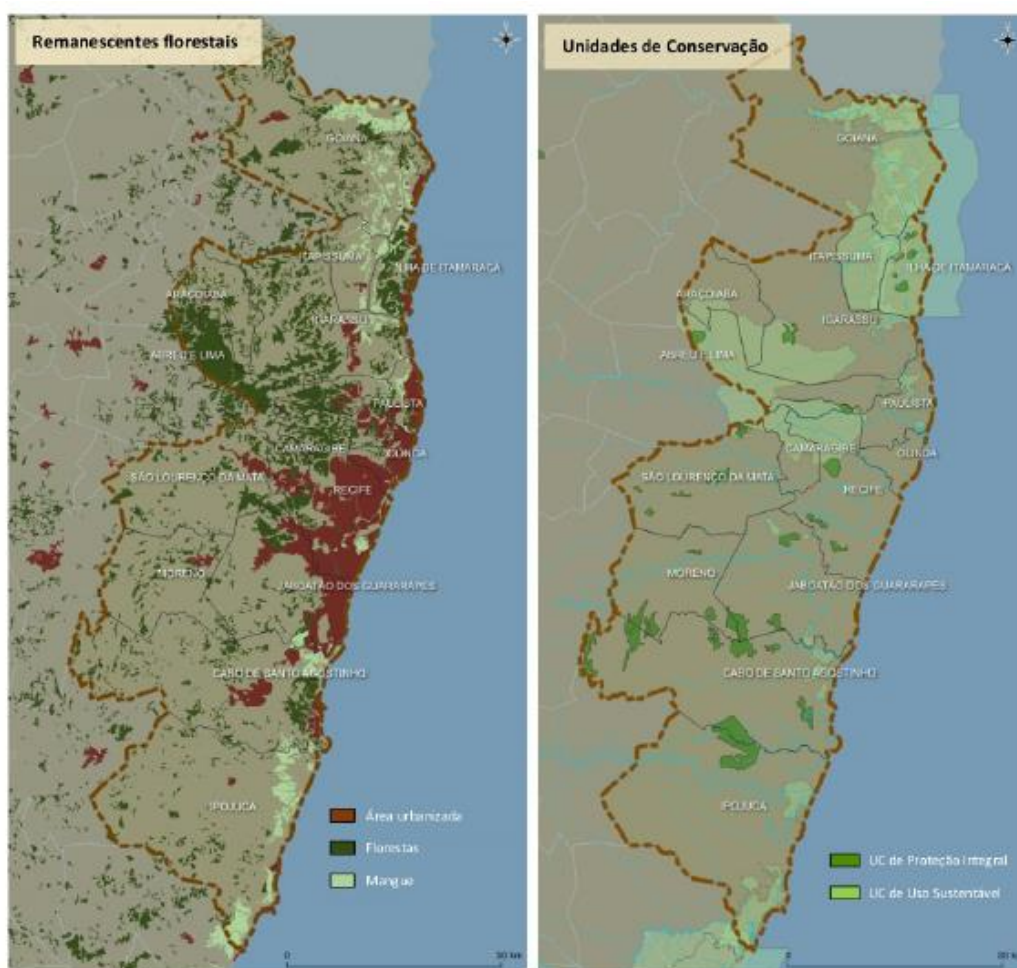 Remanescentes florestais
GOIANA
ITAPISSUMA
ILHA DE ITAMARACÁ
ARAÇOIABA
IGARASSU
ABREU E LIMA
PAULISTA
CAMARAGIBE
OLINDA
SÃO LOURENÇO DA MATA
RECIFE
MORENO
JABOATÃO DOS GUARARAPES
CABO DE SANTO AGOSTINHO
IPOJUCA
Área urbanizada
Florestas
Mangue
0
Unidades de Conservação
GOIANA
ITAPISSUMA
ILHA DE ITAMARACÁ
ARAÇOIABA
IGARASSU
ABREU E LIMA
PAULISTA
CAMARAGIBE
OLINDA
SÃO LOURENÇO DA MATA
RECIFE
MORENO
JABOATÃO DOS GUARARAPES
CABO DE SANTO AGOSTINHO
IPOJUCA
UC de Proteção Integral
UC de Uso Sustentável
0